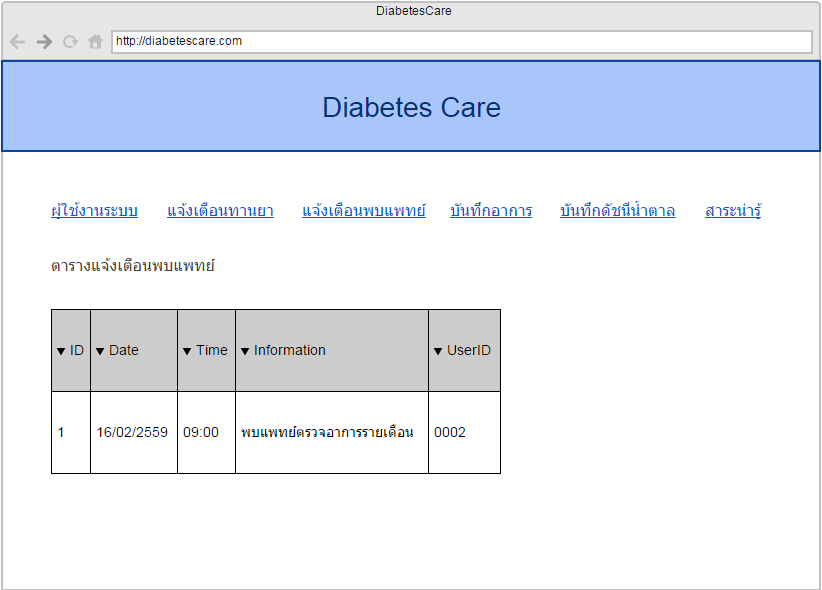 DiabetesCare
http://diabetescare.com
Diabetes Care
ผู้ใช้งานระบบ แจ้งเตือนทานยา แจ้งเตือนพบแพทย์ บันทึกอาการ บันทึกดัชนีน้ำตาล สาระน่ารู้
ตารางแจ้งเตือนพบแพทย์
▼ ID ▼ Date ▼ Time ▼ Information ▼ UserID
1 16/02/2559 09:00 พบแพทย์ตรวจอาการรายเดือน 0002